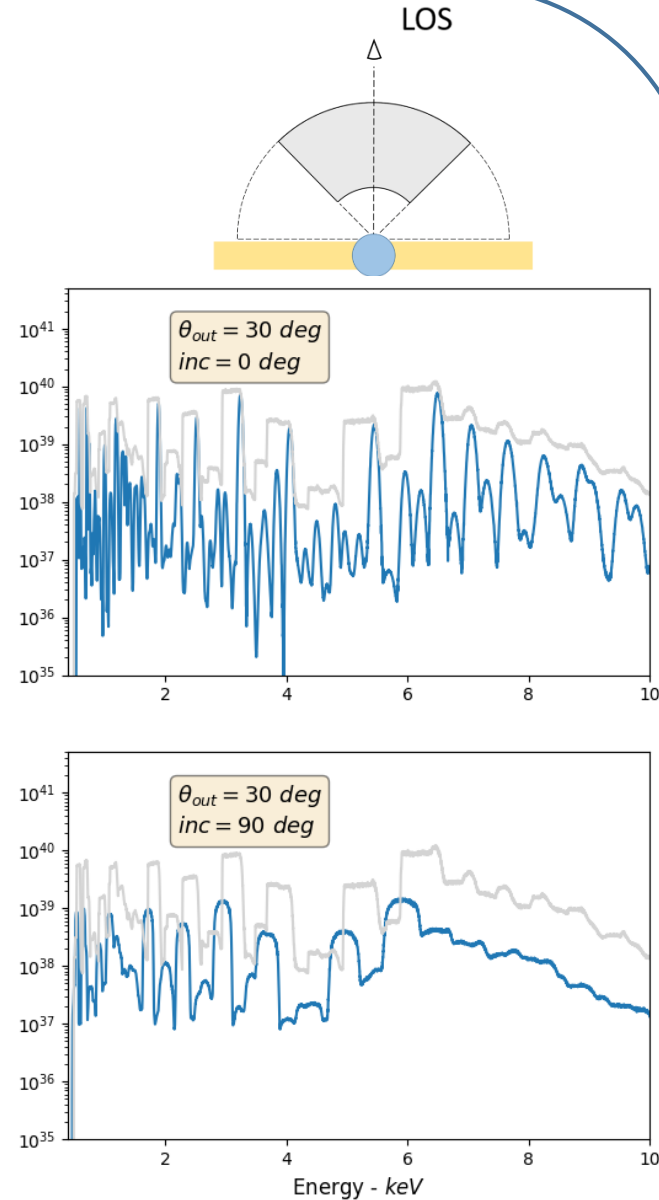 LOS
10^41
θ_out = 30 deg
inc = 0 deg
10^40
10^39
10^38
10^37
10^36
10^35
2 4 6 8 10
10^41
θ_out = 30 deg
inc = 90 deg
10^40
10^39
10^38
10^37
10^36
10^35
2 4 6 8 10
Energy - keV